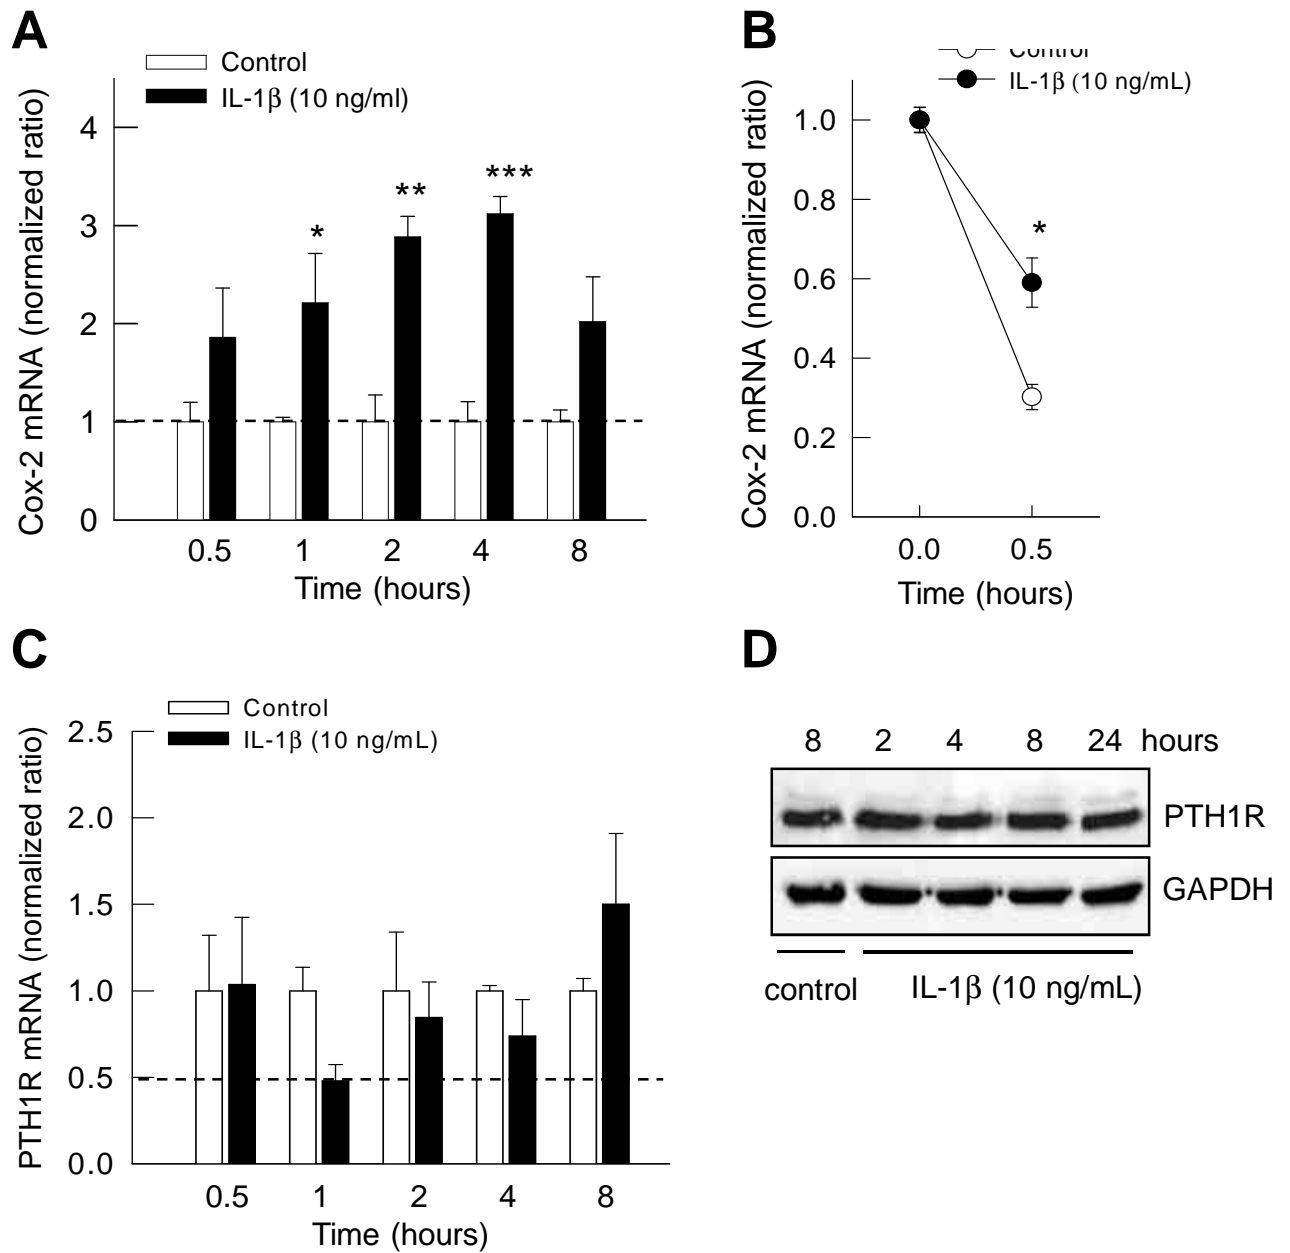 A
Control
IL-1β (10 ng/ml)
Cox-2 mRNA (normalized ratio)
4
3
2
1
0
*
**
***
0.5 1 2 4 8
Time (hours)
B
Control
IL-1β (10 ng/mL)
Cox-2 mRNA (normalized ratio)
1.0
0.8
0.6
0.4
0.2
0.0
*
0.0 0.5
Time (hours)
C
Control
IL-1β (10 ng/mL)
PTH1R mRNA (normalized ratio)
2.5
2.0
1.5
1.0
0.5
0.0
0.5 1 2 4 8
Time (hours)
D
8 2 4 8 24 hours
PTH1R
GAPDH
control IL-1β (10 ng/mL)